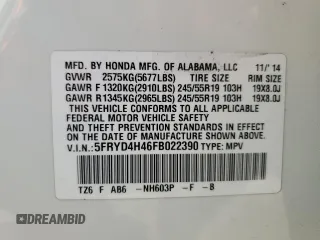 MFD. BY HONDA MFG. OF ALABAMA, LLC 11/'14
GVWR 2575KG(5677LBS) TIRE SIZE RIM SIZE
GAWR F 1320KG(2910LBS) 245/55R19 103H 19X8.0J
GAWR R1345KG(2965LBS) 245/55R19 103H 19X8.0J
THIS VEHICLE CONFORMS TO ALL APPLICABLE
FEDERAL MOTOR VEHICLE SAFETY STANDARDS
IN EFFECT ON THE DATE OF MANUFACTURE SHOWN ABOVE.
V.I.N.: 5FRYD4H46FB022390 TYPE: MPV
TZ6 F AB6 -NH603P -F -B
© DREAMBID
DREAMBID.COM